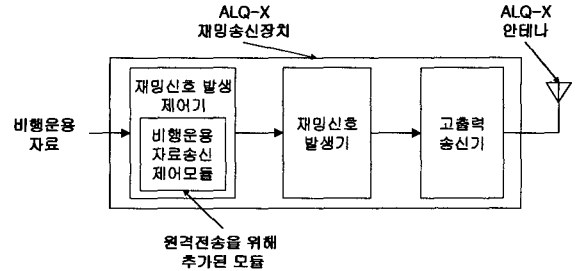 ALQ-X
재밍송신장치
ALQ-X
안테나
비행운용
자료
재밍신호 발생
제어기
비행운용
자료송신
제어모듈
재밍신호
발생기
고출력
송신기
원격전송을 위해
추가된 모듈